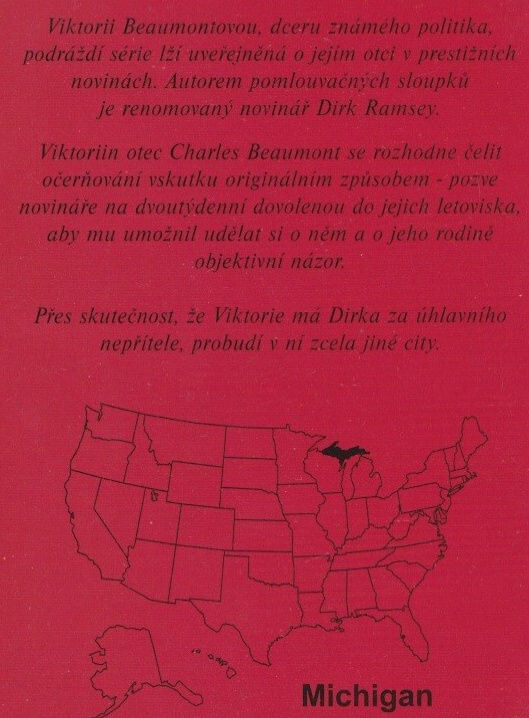 Viktorii Beaumontovou, dceru známého politika,
podráždí série lží uveřejněná o jejím otci v prestižních
novinách. Autorem pomlouvačných sloupků
je renomovaný novinář Dirk Ramsey.
Viktoriin otec Charles Beaumont se rozhodne čelit
očerňování vskutku originálním způsobem - pozve
novináře na dvoutýdenní dovolenou do jejich letoviska,
aby mu umožnil udělat si o něm a o jeho rodině
objektivní názor.
Přes skutečnost, že Viktorie má Dirka za úhlavního
nepřítele, probudí v ní zcela jiné city.
Michigan